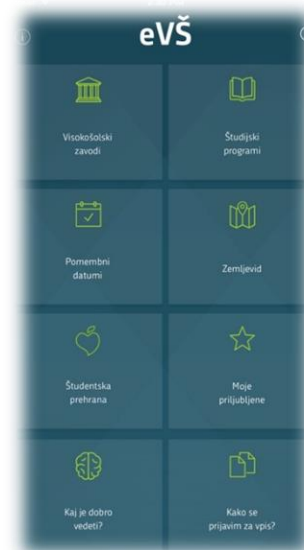 eVŠ
Visokošolski
zavodi
Študijski
programi
Pomembni
datumi
Zemljevid
Študentska
prehrana
Moje
priljubljene
Kaj je dobro
vedeti?
Kako se
prijavim za vpis?